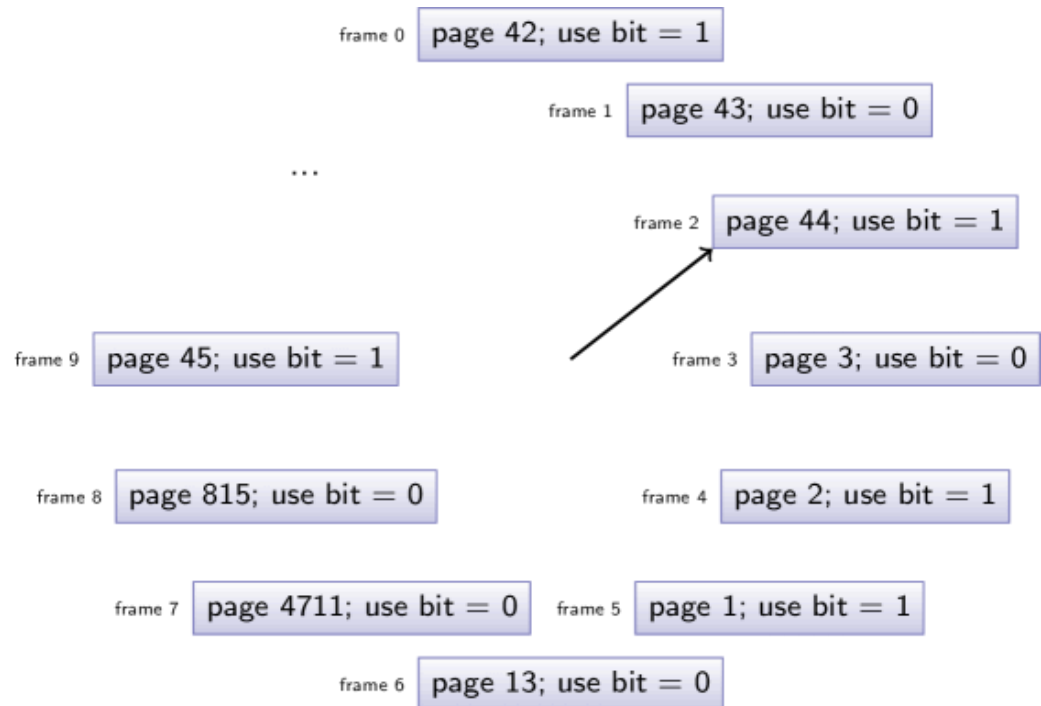 frame 0 page 42; use bit = 1
frame 1 page 43; use bit = 0
...
frame 2 page 44; use bit = 1
frame 9 page 45; use bit = 1
frame 3 page 3; use bit = 0
frame 8 page 815; use bit = 0
frame 4 page 2; use bit = 1
frame 7 page 4711; use bit = 0
frame 5 page 1; use bit = 1
frame 6 page 13; use bit = 0